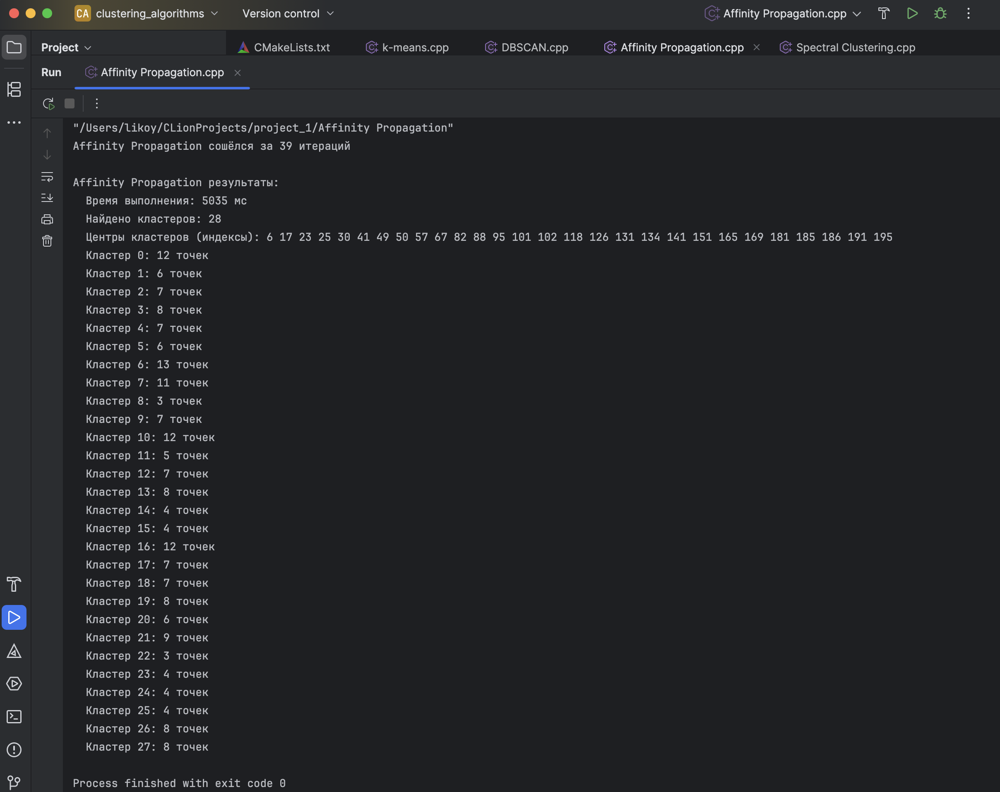 CA clustering_algorithms Version control Affinity Propagation.cpp
Project CMakeLists.txt k-means.cpp DBSCAN.cpp Affinity Propagation.cpp Spectral Clustering.cpp
Run Affinity Propagation.cpp
"/Users/likoy/CLionProjects/project_1/Affinity Propagation"
Affinity Propagation сошёлся за 39 итераций
Affinity Propagation результаты:
Время выполнения: 5035 мс
Найдено кластеров: 28
Центры кластеров (индексы): 6 17 23 25 30 41 49 50 57 67 82 88 95 101 102 118 126 131 134 141 151 165 169 181 185 186 191 195
Кластер 0: 12 точек
Кластер 1: 6 точек
Кластер 2: 7 точек
Кластер 3: 8 точек
Кластер 4: 7 точек
Кластер 5: 6 точек
Кластер 6: 13 точек
Кластер 7: 11 точек
Кластер 8: 3 точек
Кластер 9: 7 точек
Кластер 10: 12 точек
Кластер 11: 5 точек
Кластер 12: 7 точек
Кластер 13: 8 точек
Кластер 14: 4 точек
Кластер 15: 4 точек
Кластер 16: 12 точек
Кластер 17: 7 точек
Кластер 18: 7 точек
Кластер 19: 8 точек
Кластер 20: 6 точек
Кластер 21: 9 точек
Кластер 22: 3 точек
Кластер 23: 4 точек
Кластер 24: 4 точек
Кластер 25: 4 точек
Кластер 26: 8 точек
Кластер 27: 8 точек
Process finished with exit code 0